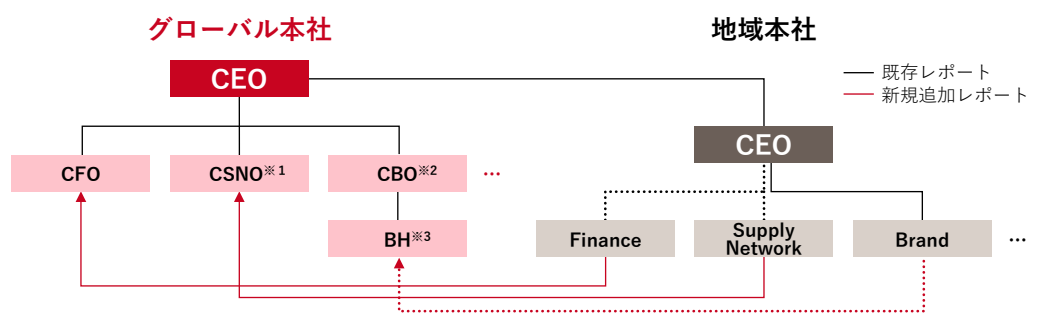 グローバル本社
地域本社
CEO
既存レポート
新規追加レポート
CEO
CFO
CSNO※1
CBO※2
…
BH※3
Finance
Supply
Network
Brand
…